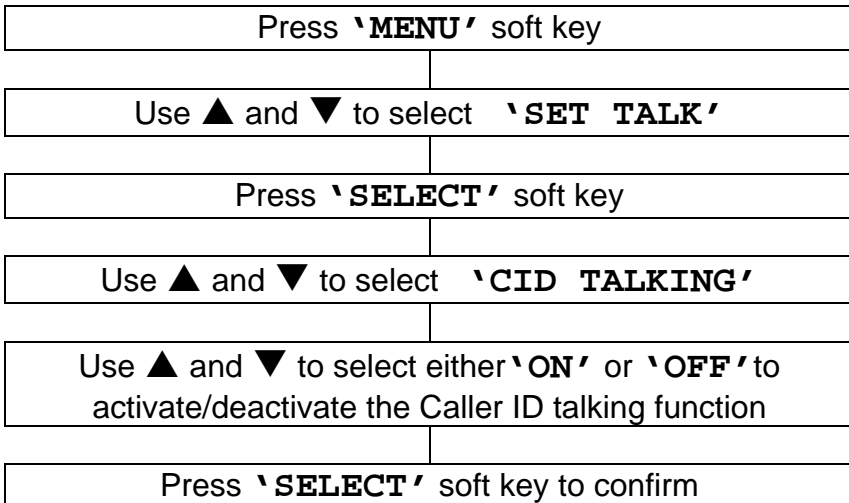 Press ‘MENU’ soft key
Use ▲ and ▼ to select ‘SET TALK’
Press ‘SELECT’ soft key
Use ▲ and ▼ to select ‘CID TALKING’
Use ▲ and ▼ to select either‘ON’ or ‘OFF’to
activate/deactivate the Caller ID talking function
Press ‘SELECT’ soft key to confirm